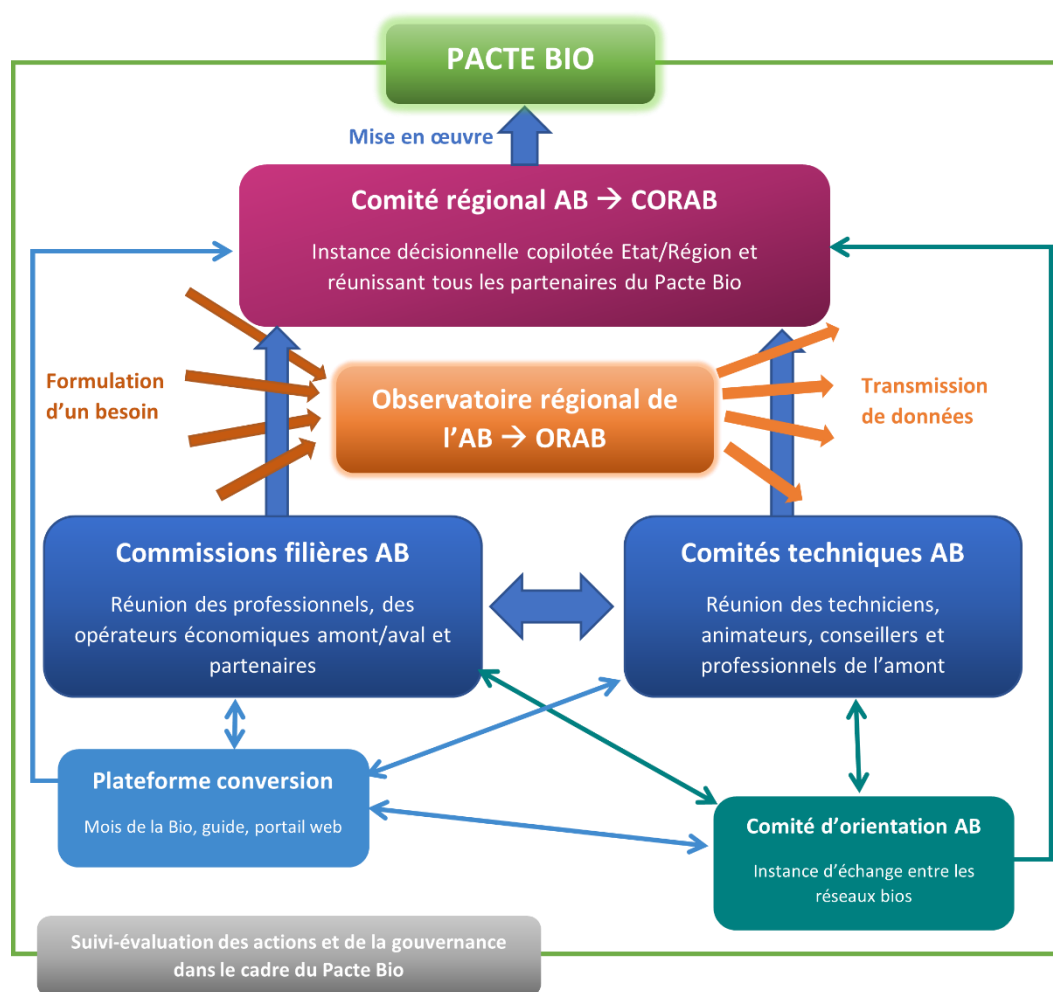 PACTE BIO
Mise en œuvre
Comité régional AB → CORAB
Instance décisionnelle copilotée Etat/Région et
réunissant tous les partenaires du Pacte Bio
Formulation
d'un besoin
Observatoire régional de
l'AB → ORAB
Transmission
de données
Commissions filières AB
Réunion des professionnels, des
opérateurs économiques amont/aval et
partenaires
Comités techniques AB
Réunion des techniciens,
animateurs, conseillers et
professionnels de l'amont
Plateforme conversion
Mois de la Bio, guide, portail web
Comité d'orientation AB
Instance d'échange entre les
réseaux bios
Suivi-évaluation des actions et de la gouvernance
dans le cadre du Pacte Bio